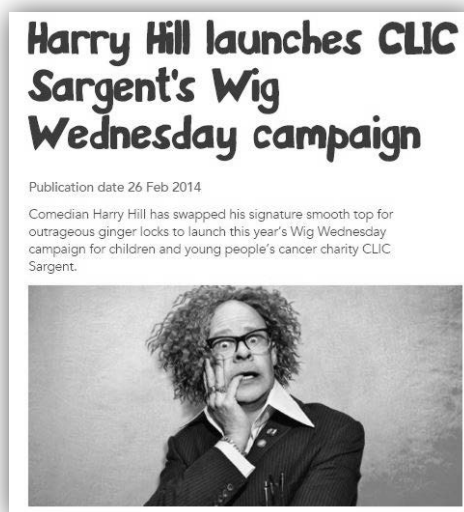 Harry Hill launches CLIC
Sargent's Wig
Wednesday campaign
Publication date 26 Feb 2014
Comedian Harry Hill has swapped his signature smooth top for
outrageous ginger locks to launch this year's Wig Wednesday
campaign for children and young people's cancer charity CLIC
Sargent.